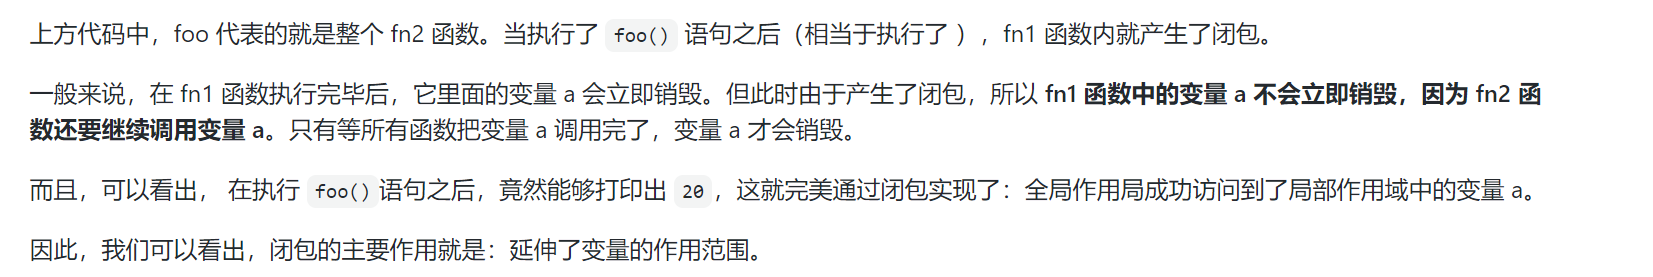 上方代码中，foo 代表的就是整个 fn2 函数。当执行了 foo() 语句之后（相当于执行了 ），fn1 函数内就产生了闭包。
一般来说，在 fn1 函数执行完毕后，它里面的变量 a 会立即销毁。但此时由于产生了闭包，所以 fn1 函数中的变量 a 不会立即销毁，因为 fn2 函
数还要继续调用变量 a。只有等所有函数把变量 a 调用完了，变量 a 才会销毁。
而且，可以看出， 在执行 foo()语句之后，竟然能够打印出 20，这就完美通过闭包实现了：全局作用局成功访问到了局部作用域中的变量 a。
因此，我们可以看出，闭包的主要作用就是：延伸了变量的作用范围。